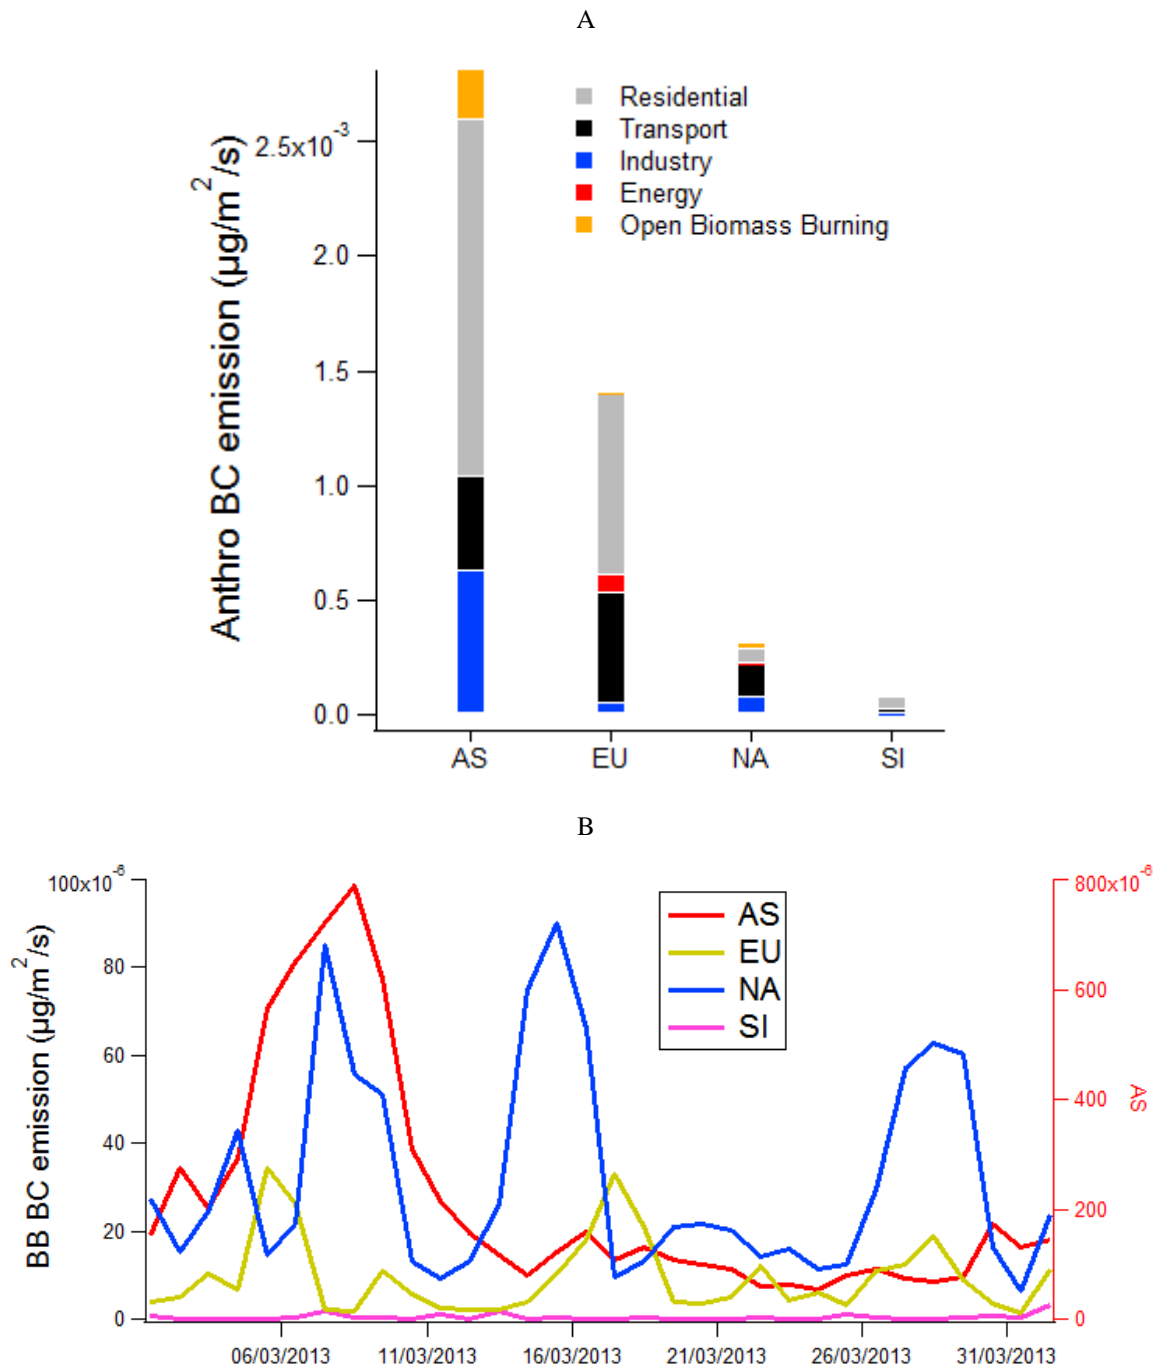 A
Anthro BC emission (µg/m²/s)
2.5x10⁻³
2.0
1.5
1.0
0.5
0.0
Residential
Transport
Industry
Energy
Open Biomass Burning
AS EU NA SI
B
BB BC emission (µg/m²/s)
100x10⁻⁶
80
60
40
20
0
AS
EU
NA
SI
800x10⁻⁶
600
400
200
0
AS
06/03/2013 11/03/2013 16/03/2013 21/03/2013 26/03/2013 31/03/2013